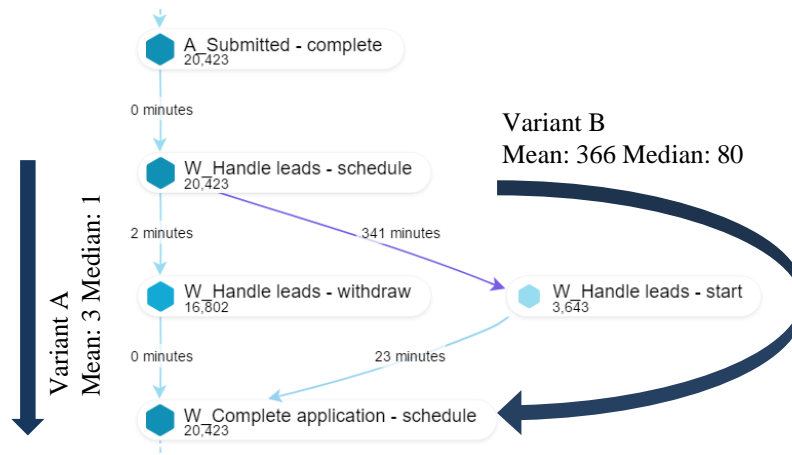 A_Submitted - complete
20,423
0 minutes
Variant B
Mean: 366 Median: 80
W_Handle leads - schedule
20,423
2 minutes
341 minutes
Variant A
Mean: 3 Median: 1
W_Handle leads - withdraw
16,802
W_Handle leads - start
3,643
0 minutes
23 minutes
W_Complete application - schedule
20,423